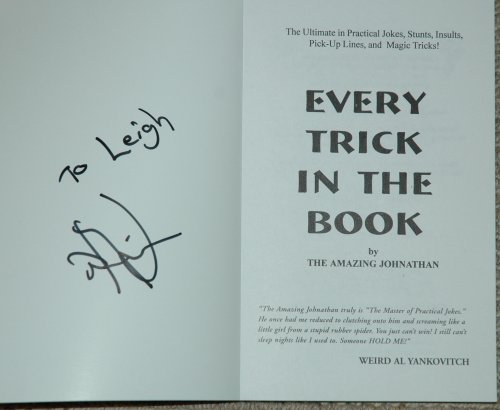 To Leigh
The Ultimate in Practical Jokes, Stunts, Insults,
Pick-Up Lines, and Magic Tricks!
EVERY
TRICK
IN THE
BOOK
by
THE AMAZING JOHNATHAN
"The Amazing Johnathan truly is "The Master of Practical Jokes."
He once had me reduced to clutching onto him and screaming like a
little girl from a stupid rubber spider. You just can't win! I still can't
sleep nights like I used to. Someone HOLD ME!"
WEIRD AL YANKOVITCH